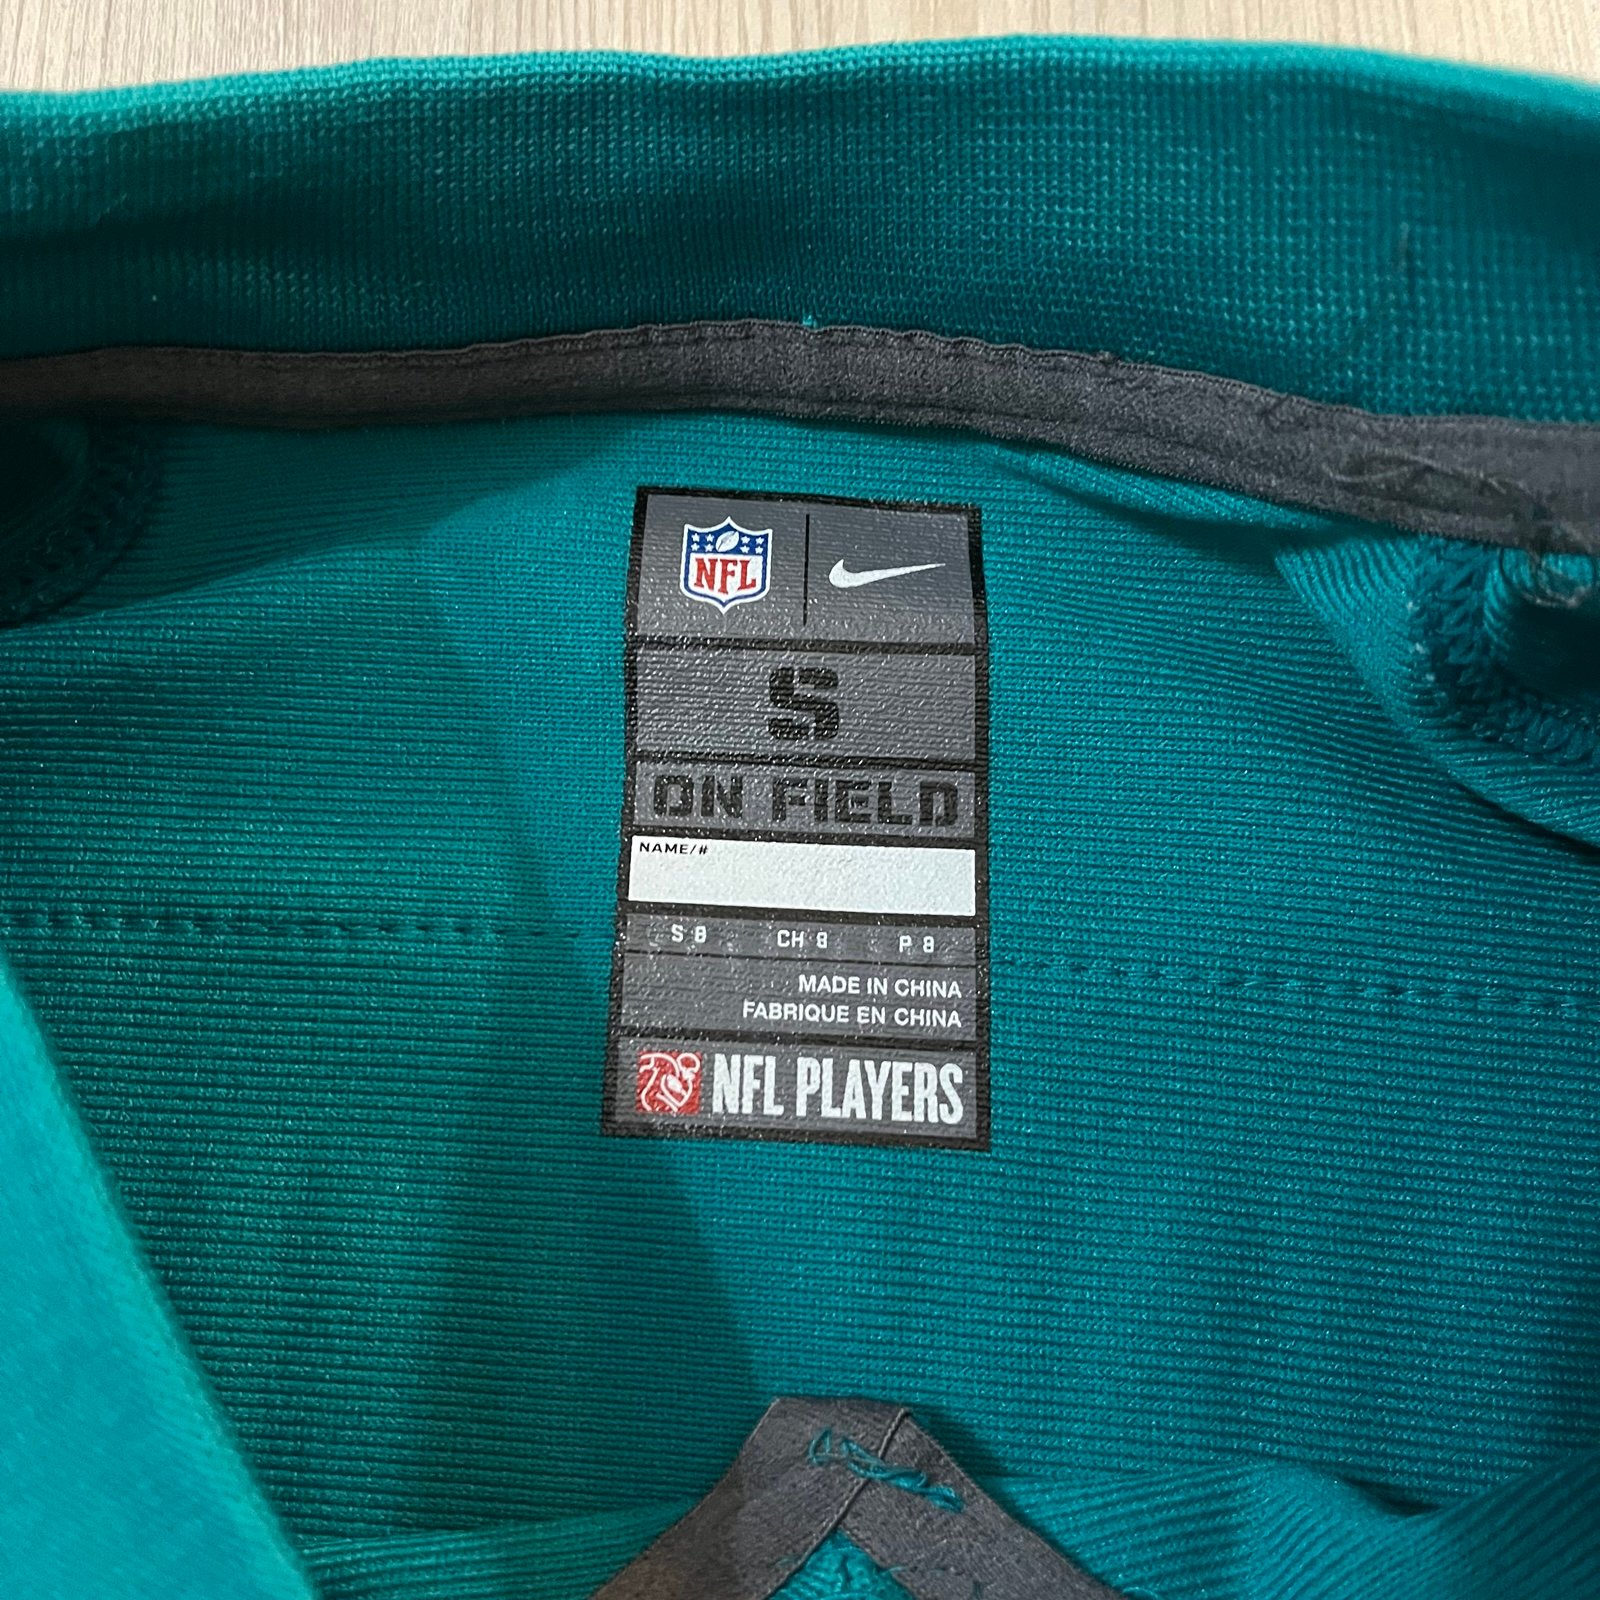 NFL
S
ON FIELD
NAME/#
S 8 CH 8 P 8
MADE IN CHINA
FABRIQUE EN CHINA
NFL PLAYERS